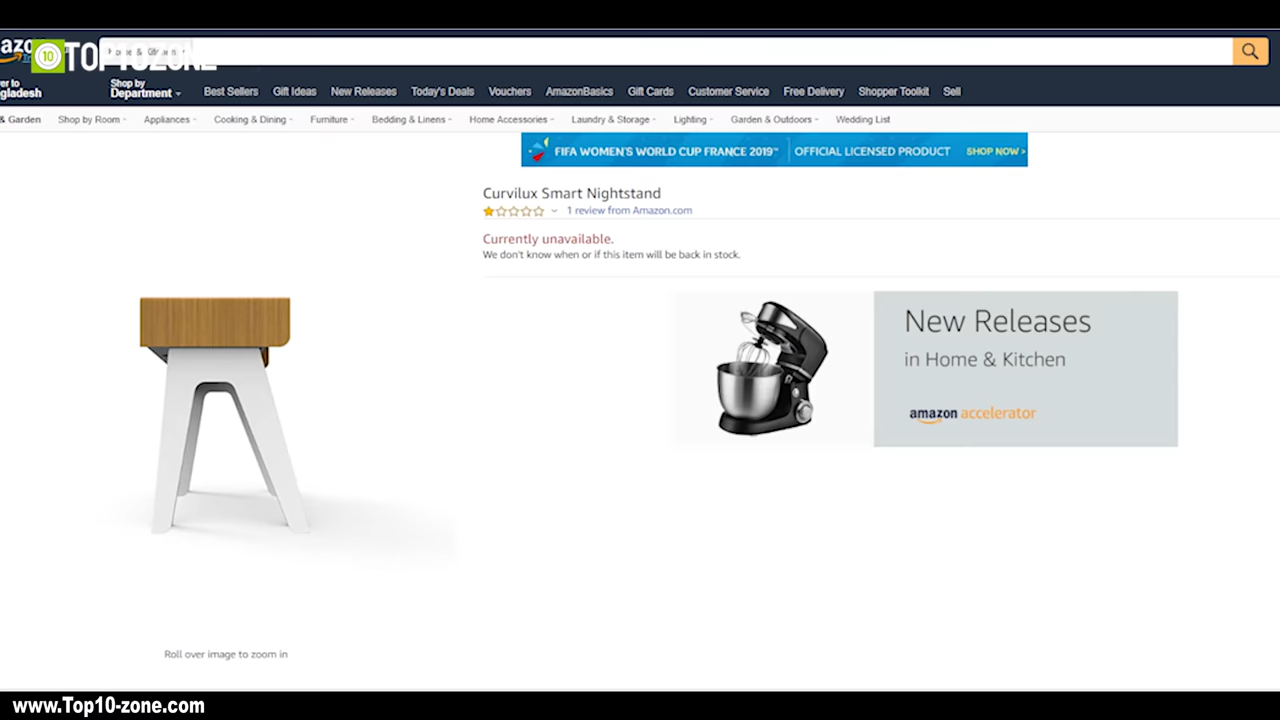 TOP10ZONE
10
Shop by
Department
Best Sellers
Gift Ideas
New Releases
Today's Deals
Vouchers
AmazonBasics
Gift Cards
Customer Service
Free Delivery
Shopper Toolkit
Sell
& Garden
Shop by Room
Appliances
Cooking & Dining
Furniture
Bedding & Linens
Home Accessories
Laundry & Storage
Lighting
Garden & Outdoors
Wedding List
FIFA WOMEN'S WORLD CUP FRANCE 2019™ OFFICIAL LICENSED PRODUCT SHOP NOW >
Curvilux Smart Nightstand
1 review from Amazon.com
Currently unavailable.
We don't know when or if this item will be back in stock.
New Releases
in Home & Kitchen
amazon accelerator
Roll over image to zoom in
www.Top10-zone.com